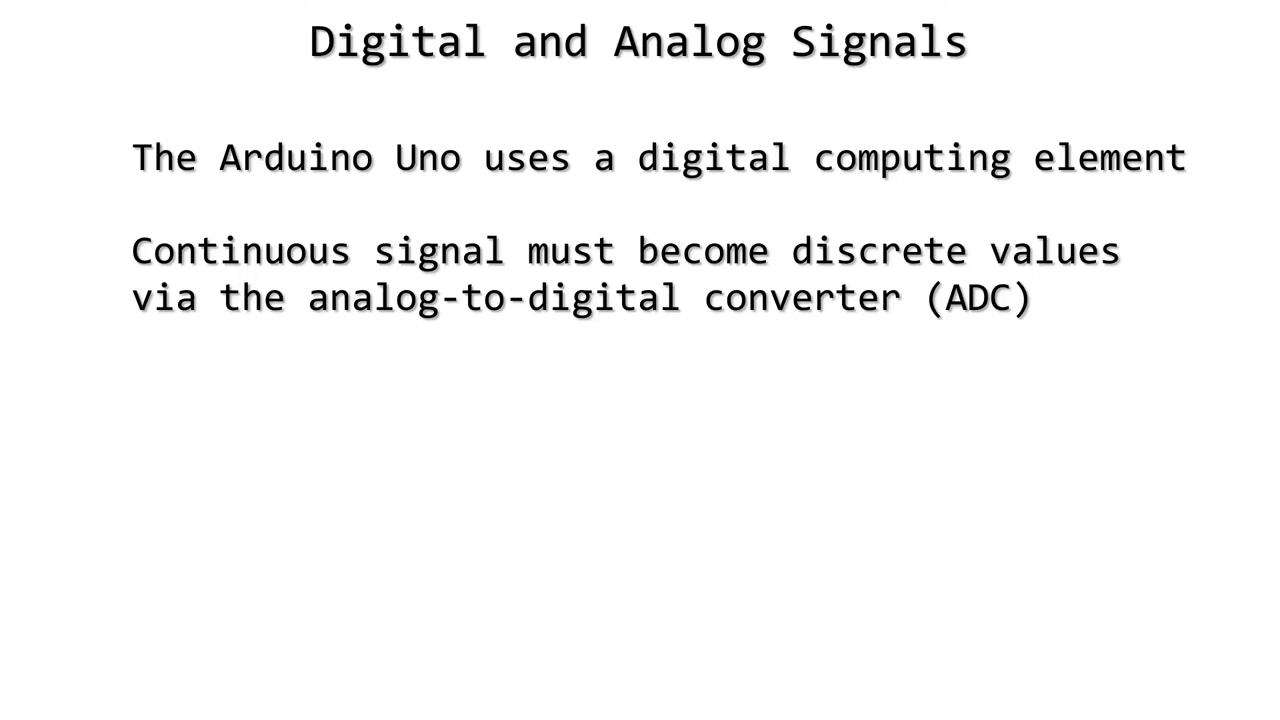 Digital and Analog Signals
The Arduino Uno uses a digital computing element
Continuous signal must become discrete values
via the analog-to-digital converter (ADC)